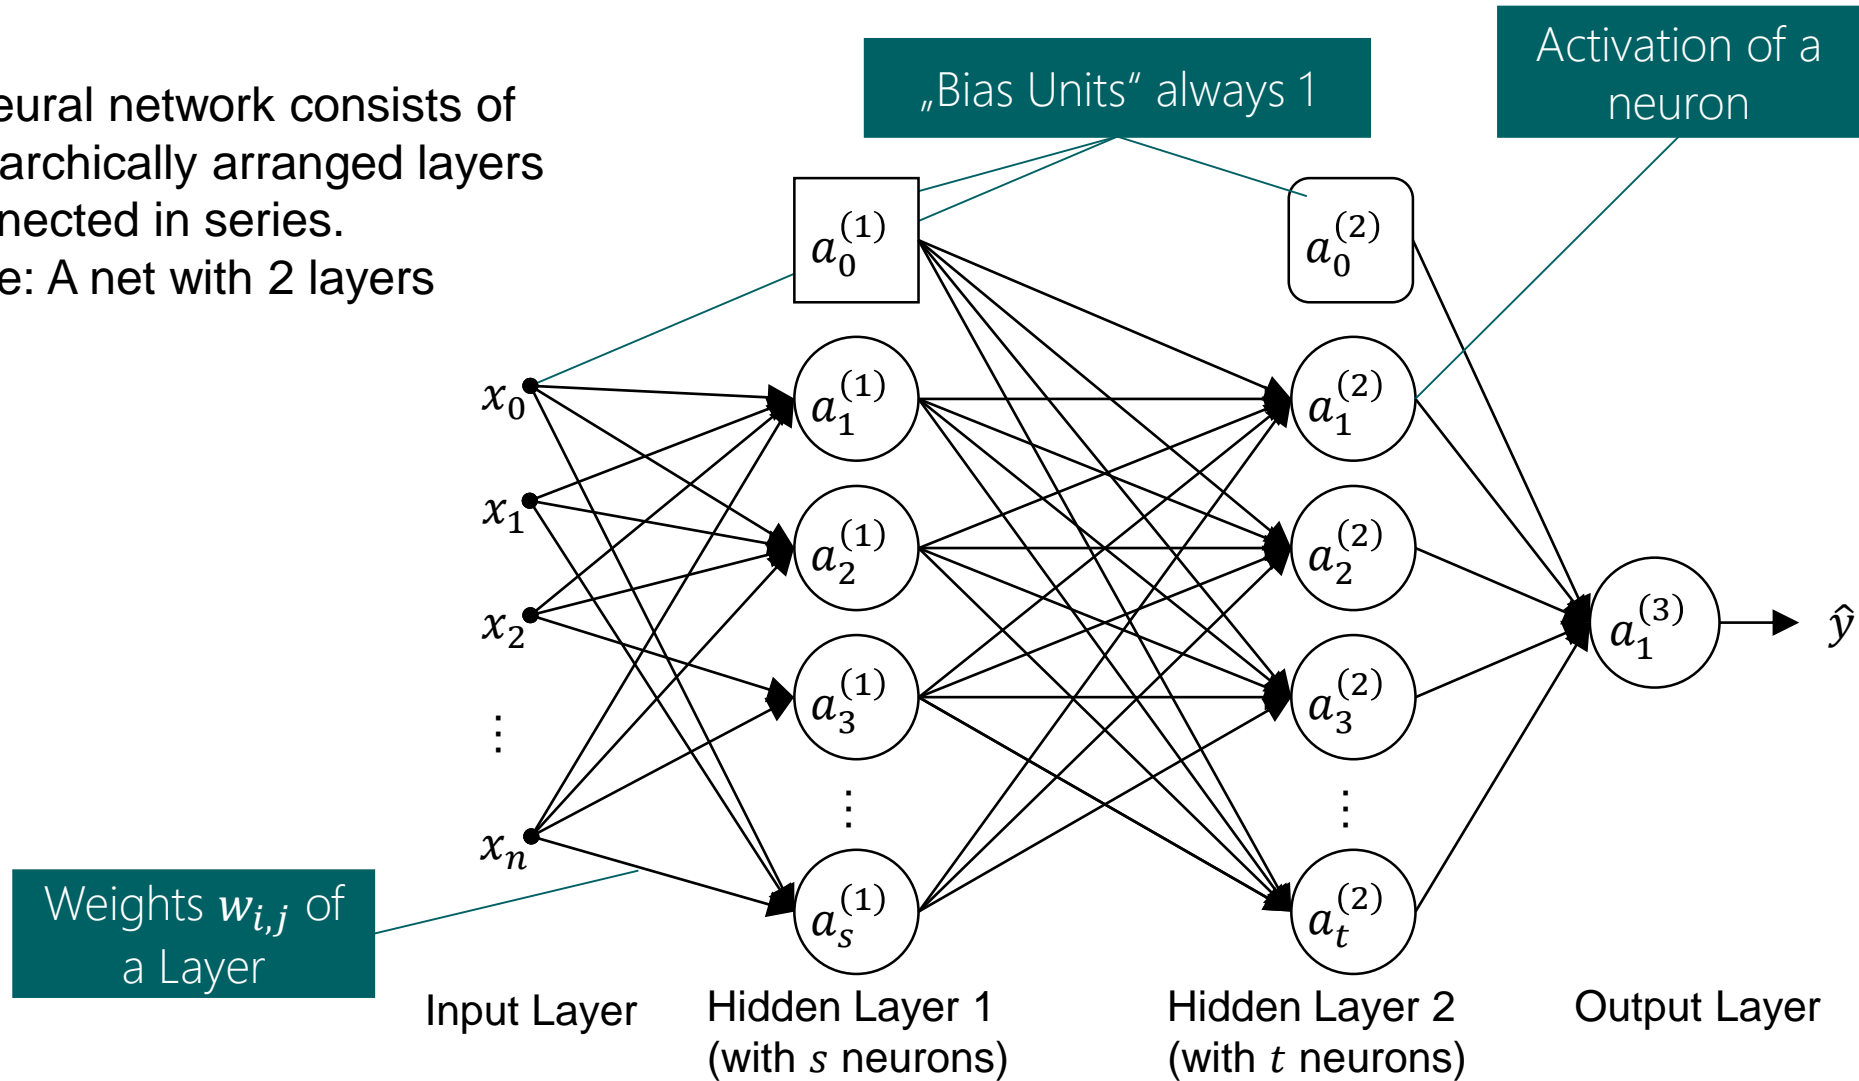 eural network consists of
archically arranged layers
nected in series.
e: A net with 2 layers
„Bias Units“ always 1
Activation of a
neuron
a₀⁽¹⁾
a₀⁽²⁾
x₀
a₁⁽¹⁾
a₁⁽²⁾
x₁
a₂⁽¹⁾
a₂⁽²⁾
x₂
a₁⁽³⁾
ŷ
a₃⁽¹⁾
a₃⁽²⁾
⋮
⋮
⋮
xₙ
aₛ⁽¹⁾
aₜ⁽²⁾
Weights w_{i,j} of
a Layer
Input Layer
Hidden Layer 1
(with s neurons)
Hidden Layer 2
(with t neurons)
Output Layer